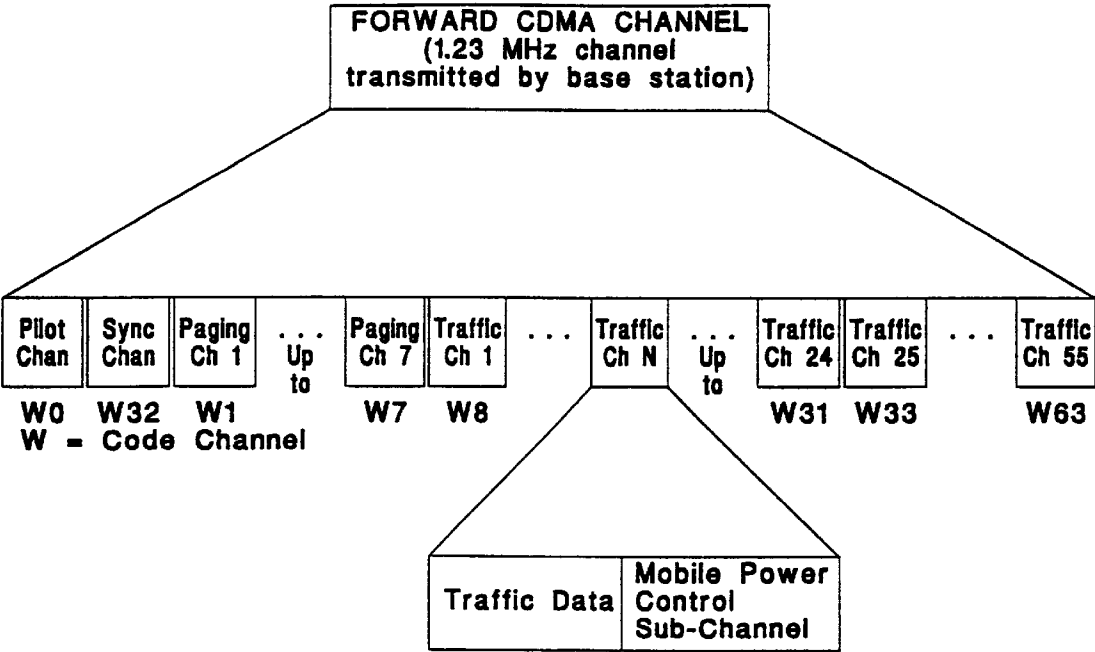 FORWARD CDMA CHANNEL
(1.23 MHz channel
transmitted by base station)
Pilot
Chan
Sync
Chan
Paging
Ch 1
. . .
Up
to
Paging
Ch 7
Traffic
Ch 1
. . .
Traffic
Ch N
. . .
Up
to
Traffic
Ch 24
Traffic
Ch 25
. . .
Traffic
Ch 55
W0 W32 W1 W7 W8 W31 W33 W63
W = Code Channel
Traffic Data
Mobile Power
Control
Sub-Channel